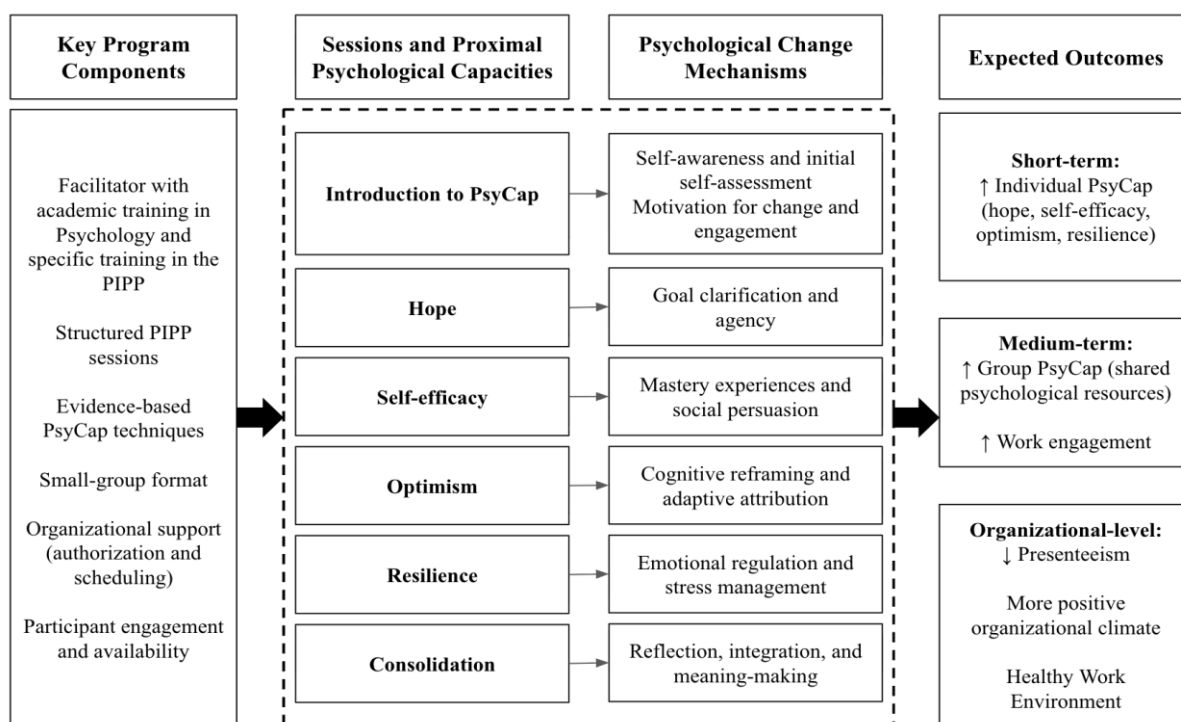 Key Program
Components
Sessions and Proximal
Psychological Capacities
Psychological Change
Mechanisms
Expected Outcomes
Facilitator with
academic training in
Psychology and
specific training in the
PIPP
Structured PIPP
sessions
Evidence-based
PsyCap techniques
Small-group format
Organizational support
(authorization and
scheduling)
Participant engagement
and availability
Introduction to PsyCap
Self-awareness and initial
self-assessment
Motivation for change and
engagement
Hope
Goal clarification and
agency
Self-efficacy
Mastery experiences and
social persuasion
Optimism
Cognitive reframing and
adaptive attribution
Resilience
Emotional regulation and
stress management
Consolidation
Reflection, integration, and
meaning-making
Short-term:
↑ Individual PsyCap
(hope, self-efficacy,
optimism, resilience)
Medium-term:
↑ Group PsyCap (shared
psychological resources)
↑ Work engagement
Organizational-level:
↓ Presenteeism
More positive
organizational climate
Healthy Work
Environment